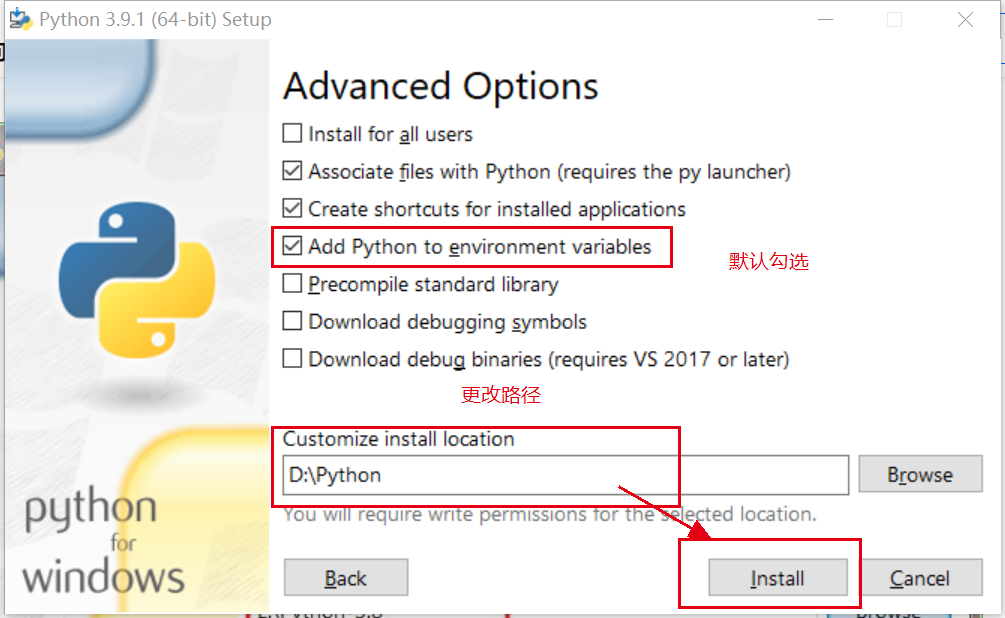 Python 3.9.1 (64-bit) Setup
Advanced Options
Install for all users
Associate files with Python (requires the py launcher)
Create shortcuts for installed applications
Add Python to environment variables
默认勾选
Precompile standard library
Download debugging symbols
Download debug binaries (requires VS 2017 or later)
更改路径
Customize install location
D:\Python
Browse
You will require write permissions for the selected location.
python
for
windows
Back
Install
Cancel